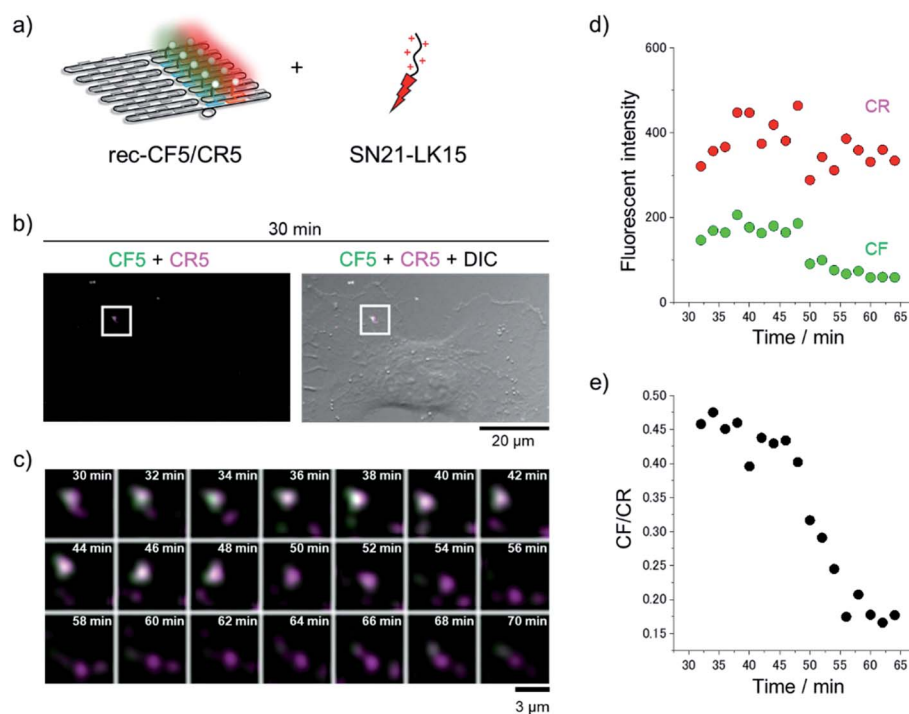 a)
+
rec-CF5/CR5
SN21-LK15
b)
30 min
CF5 + CR5
CF5 + CR5 + DIC
20 µm
c)
30 min 32 min 34 min 36 min 38 min 40 min 42 min
44 min 46 min 48 min 50 min 52 min 54 min 56 min
58 min 60 min 62 min 64 min 66 min 68 min 70 min
3 µm
d)
Fluorescent intensity
600
400
200
0
CR
CF
30 35 40 45 50 55 60 65
Time / min
e)
CF/CR
0.50
0.45
0.40
0.35
0.30
0.25
0.20
0.15
30 35 40 45 50 55 60 65
Time / min